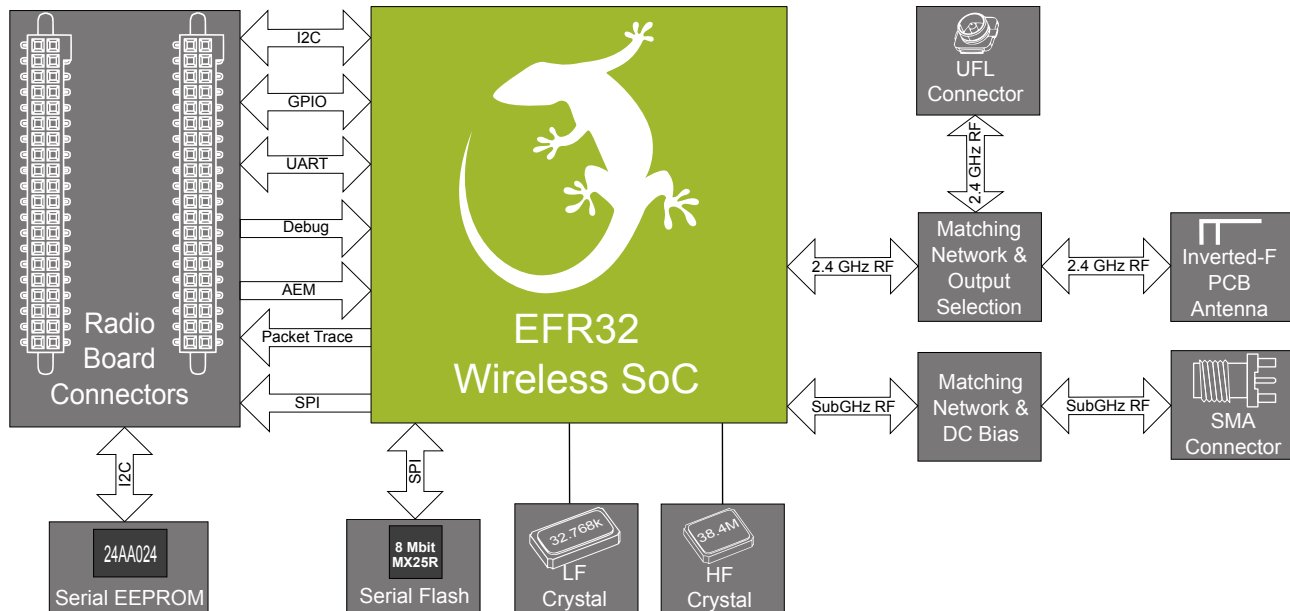 I2C
GPIO
UART
Debug
AEM
Packet Trace
SPI
Radio
Board
Connectors
EFR32
Wireless SoC
UFL
Connector
2.4 GHz RF
2.4 GHz RF
Matching
Network &
Output
Selection
2.4 GHz RF
Inverted-F
PCB
Antenna
SubGHz RF
Matching
Network &
DC Bias
SubGHz RF
SMA
Connector
I2C
24AA024
Serial EEPROM
SPI
8 Mbit
MX25R
Serial Flash
32.768k
LF
Crystal
38.4M
HF
Crystal